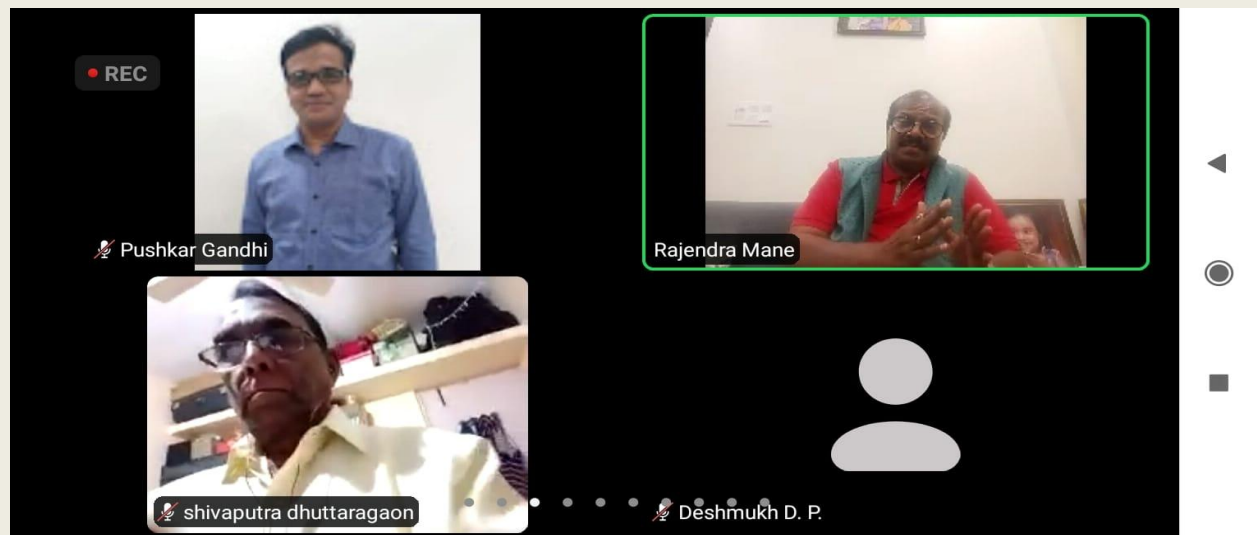 REC
Pushkar Gandhi
Rajendra Mane
shivaputra dhuttaragaon
Deshmukh D. P.